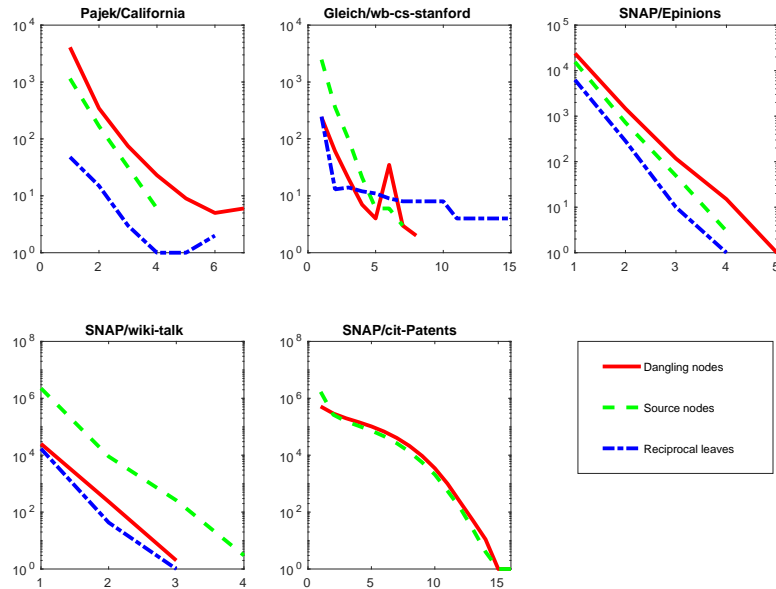 Pajek/California
10^4
10^3
10^2
10^1
10^0
0 2 4 6
Gleich/wb-cs-stanford
10^4
10^3
10^2
10^1
10^0
0 5 10 15
SNAP/Epinions
10^5
10^4
10^3
10^2
10^1
10^0
1 2 3 4 5
SNAP/wiki-talk
10^8
10^6
10^4
10^2
10^0
1 2 3 4
SNAP/cit-Patents
10^8
10^6
10^4
10^2
10^0
0 5 10 15
Dangling nodes
Source nodes
Reciprocal leaves